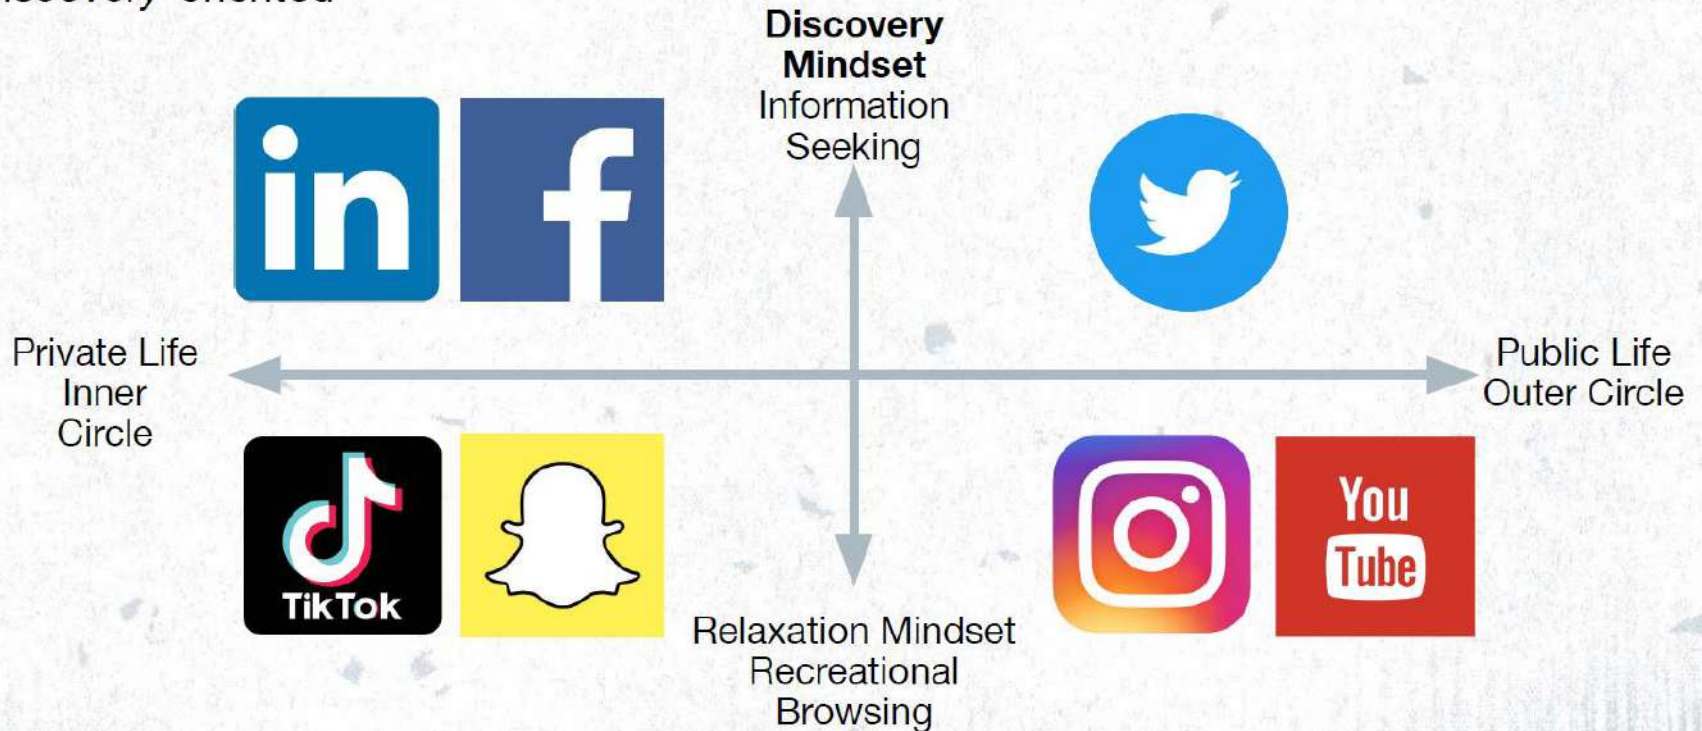 Discovery
Mindset
Information
Seeking
in
f
Private Life
Inner
Circle
Public Life
Outer Circle
TikTok
You
Tube
Relaxation Mindset
Recreational
Browsing